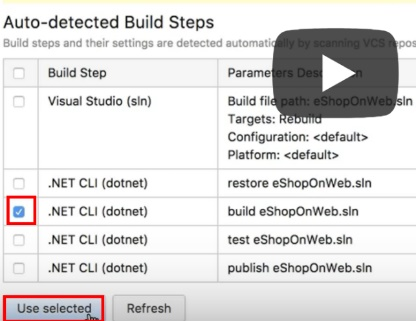 Auto-detected Build Steps
Build steps and their settings are detected automatically by scanning VCS repos
Build Step Parameters
Visual Studio (sln) Build file path: eShopOnWeb.sln
Targets: Rebuild
Configuration: <default>
Platform: <default>
.NET CLI (dotnet) restore eShopOnWeb.sln
.NET CLI (dotnet) build eShopOnWeb.sln
.NET CLI (dotnet) test eShopOnWeb.sln
.NET CLI (dotnet) publish eShopOnWeb.sln
Use selected Refresh